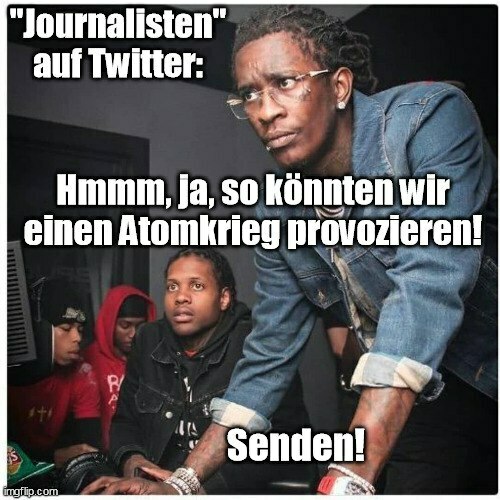 "Journalisten"
auf Twitter:
Hmmm, ja, so könnten wir
einen Atomkrieg provozieren!
Senden!
imgflip.com